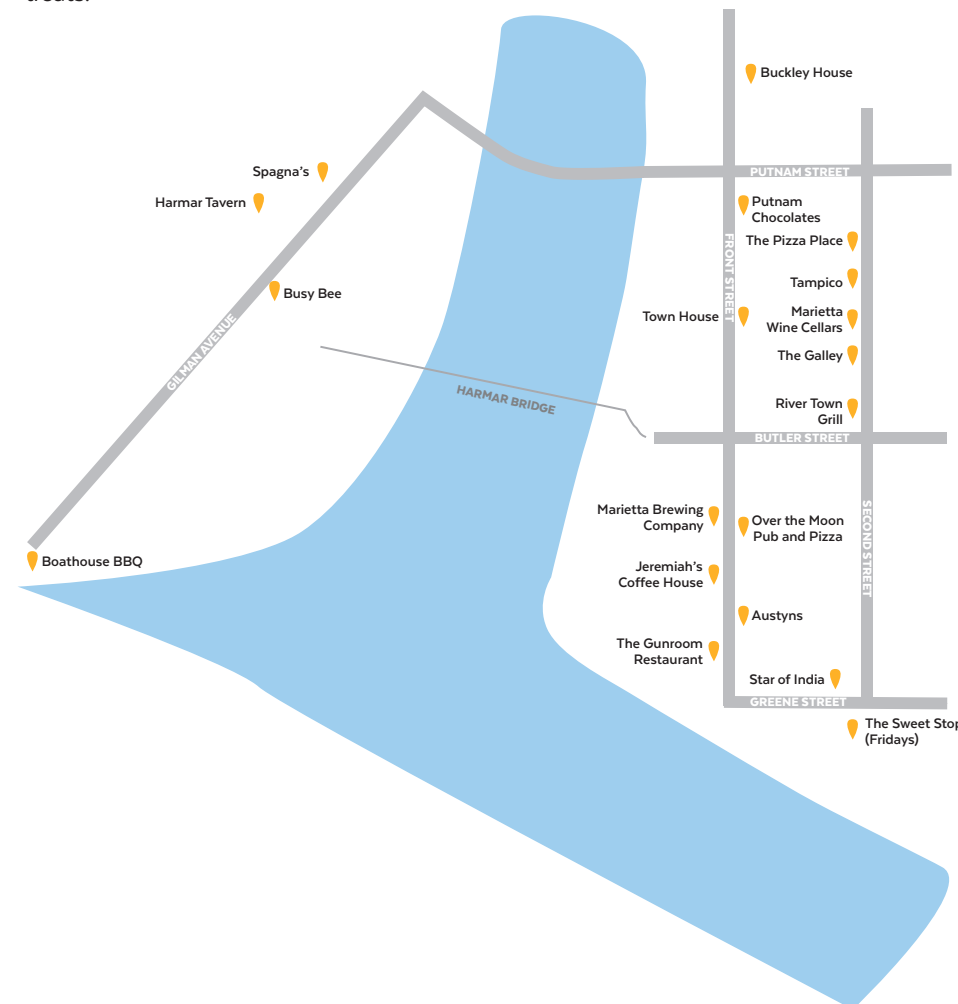 Buckley House
PUTNAM STREET
Spagna's
Harmar Tavern
Putnam
Chocolates
The Pizza Place
FRONT STREET
Tampico
Busy Bee
Town House
Marietta
Wine Cellars
GILMAN AVENUE
The Galley
HARMAR BRIDGE
River Town
Grill
BUTLER STREET
Marietta Brewing
Company
Over the Moon
Pub and Pizza
SECOND STREET
Boathouse BBQ
Jeremiah's
Coffee House
Austyns
The Gunroom
Restaurant
Star of India
GREENE STREET
The Sweet Stop
(Fridays)